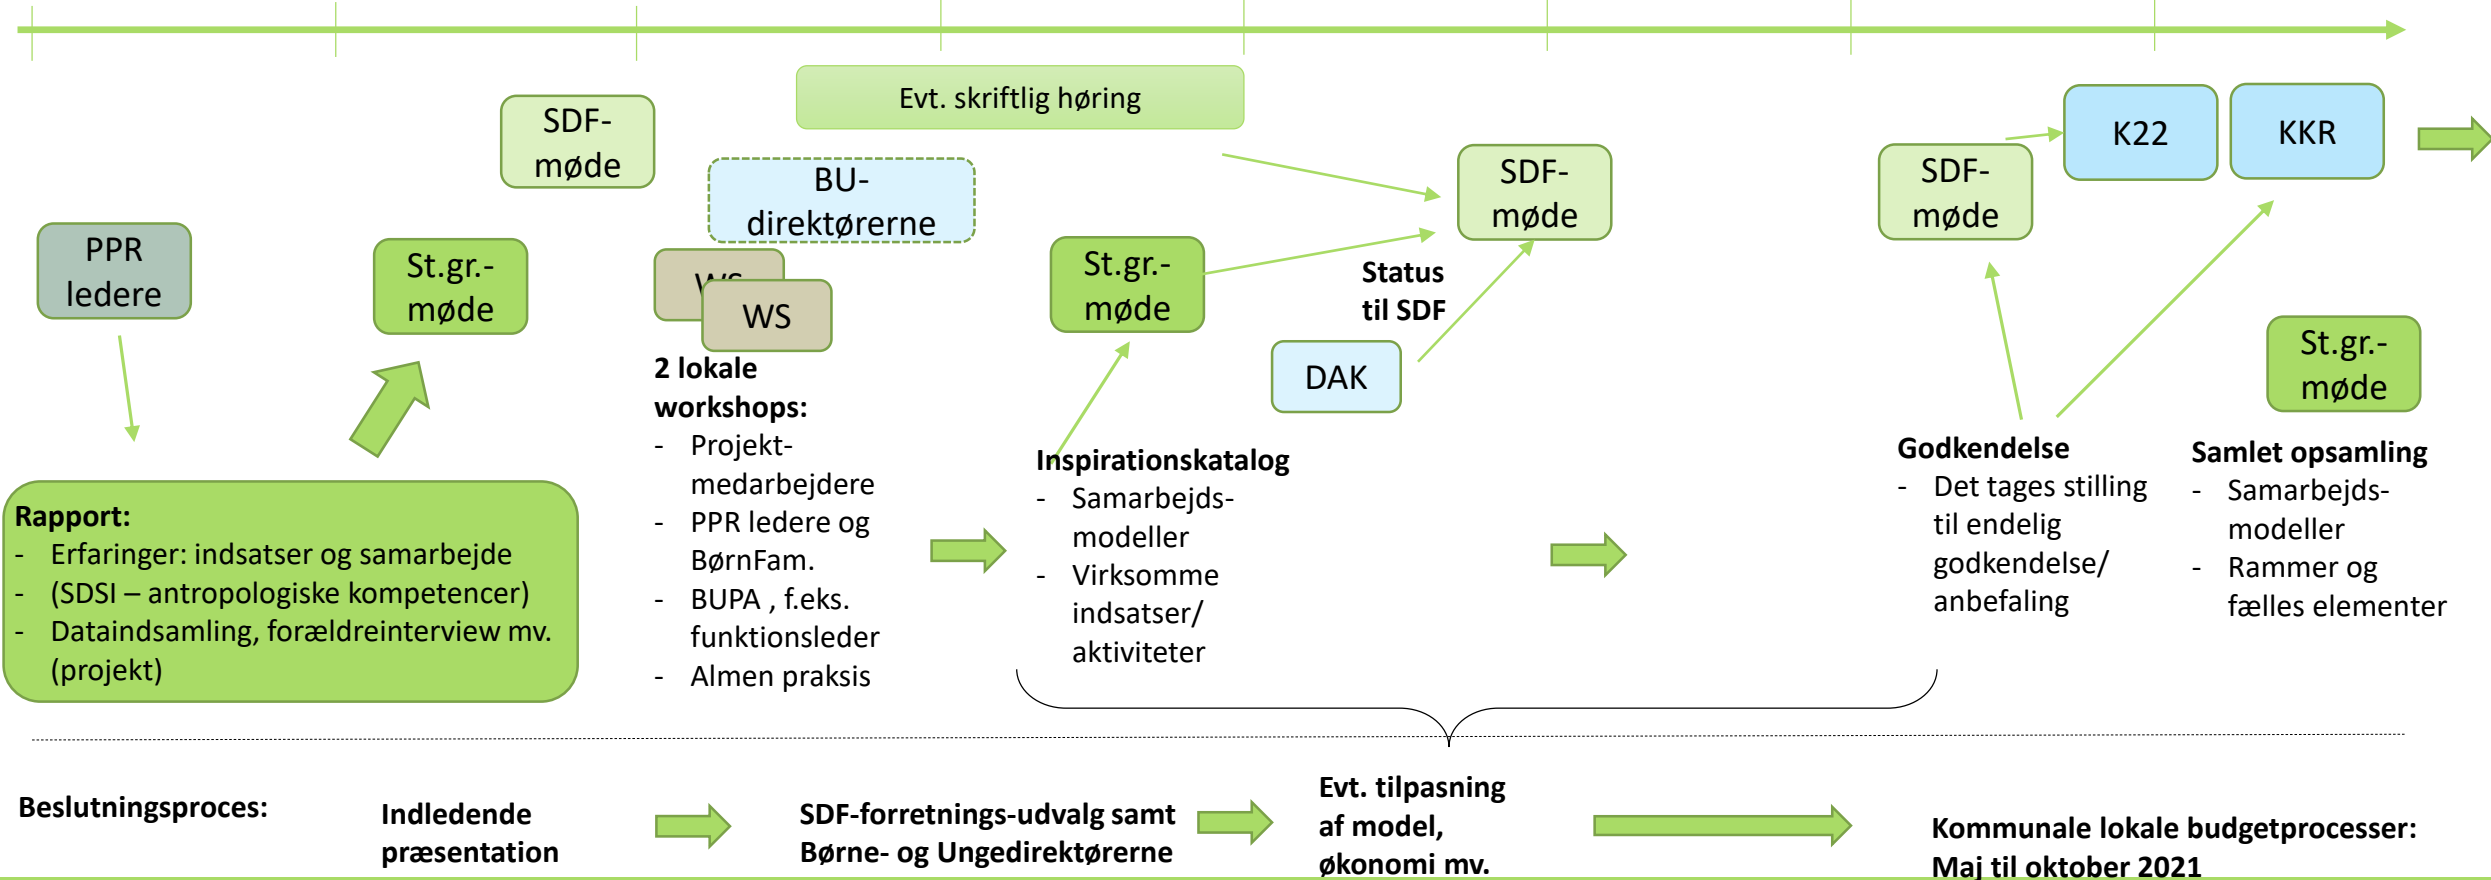 Evt. skriftlig høring
SDF-
møde
BU-
direktørerne
PPR
ledere
St.gr.-
møde
WS
WS
St.gr.-
møde
Status
til SDF
DAK
SDF-
møde
SDF-
møde
K22
KKR
St.gr.-
møde
Rapport:
- Erfaringer: indsatser og samarbejde
- (SDSI – antropologiske kompetencer)
- Dataindsamling, forældreinterview mv.
(projekt)
2 lokale
workshops:
- Projekt-
medarbejdere
- PPR ledere og
BørnFam.
- BUPA , f.eks.
funktionsleder
- Almen praksis
Inspirationskatalog
- Samarbejds-
modeller
- Virksomme
indsatser/
aktiviteter
Godkendelse
- Det tages stilling
til endelig
godkendelse/
anbefaling
Samlet opsamling
- Samarbejds-
modeller
- Rammer og
fælles elementer
Beslutningsproces:
Indledende
præsentation
SDF-forretnings-udvalg samt
Børne- og Ungedirektørerne
Evt. tilpasning
af model,
økonomi mv.
Kommunale lokale budgetprocesser:
Maj til oktober 2021